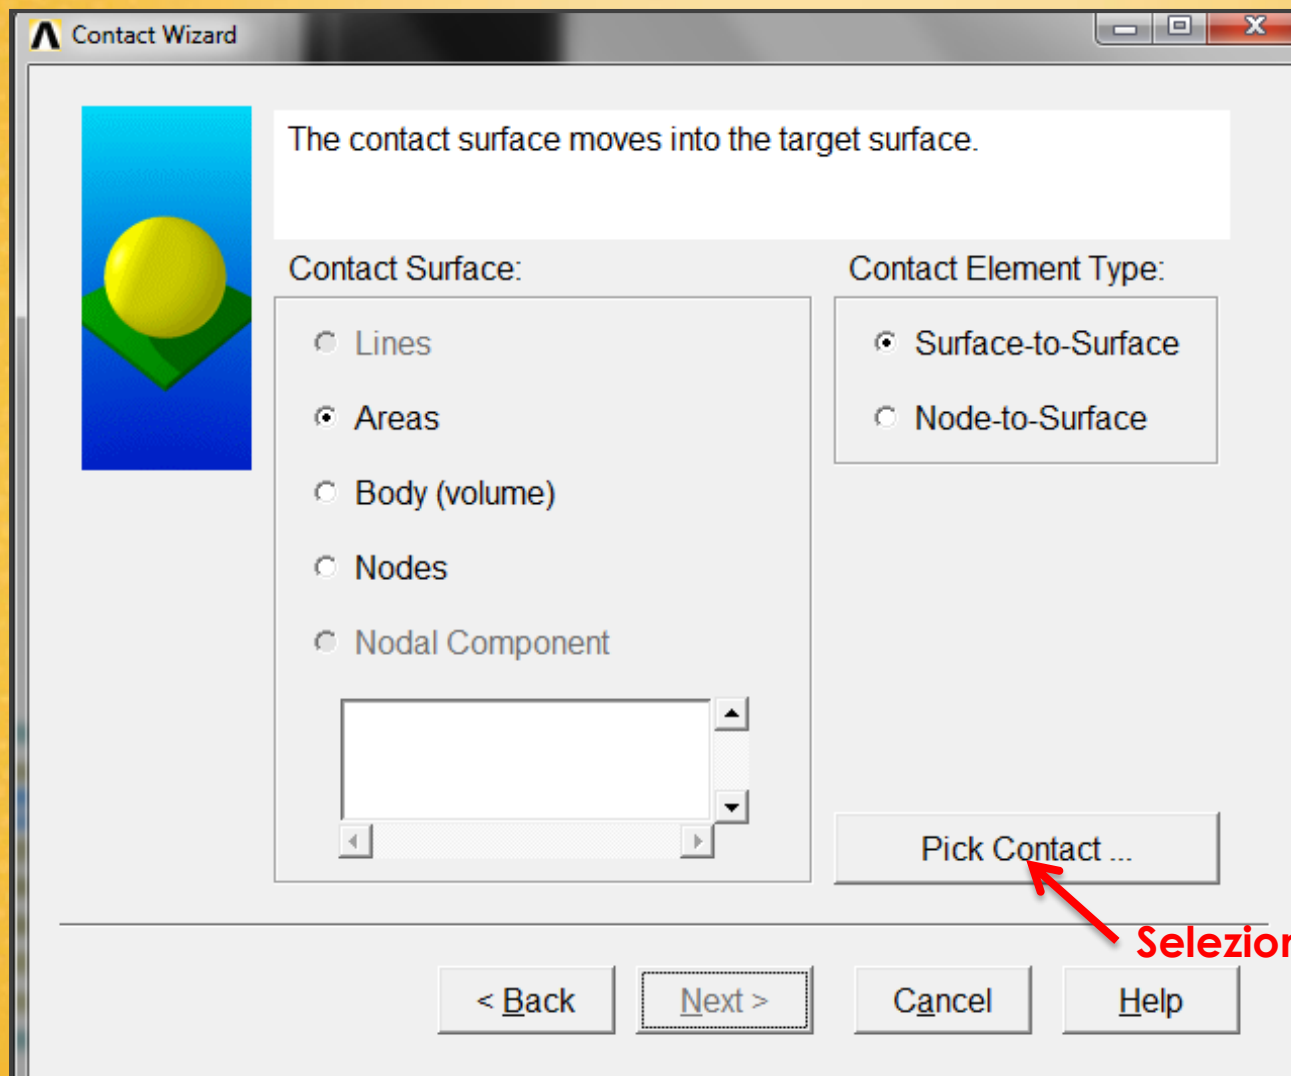 Contact Wizard
The contact surface moves into the target surface.
Contact Surface:
Lines
Areas
Body (volume)
Nodes
Nodal Component
Contact Element Type:
Surface-to-Surface
Node-to-Surface
Pick Contact ...
< Back
Next >
Cancel
Help